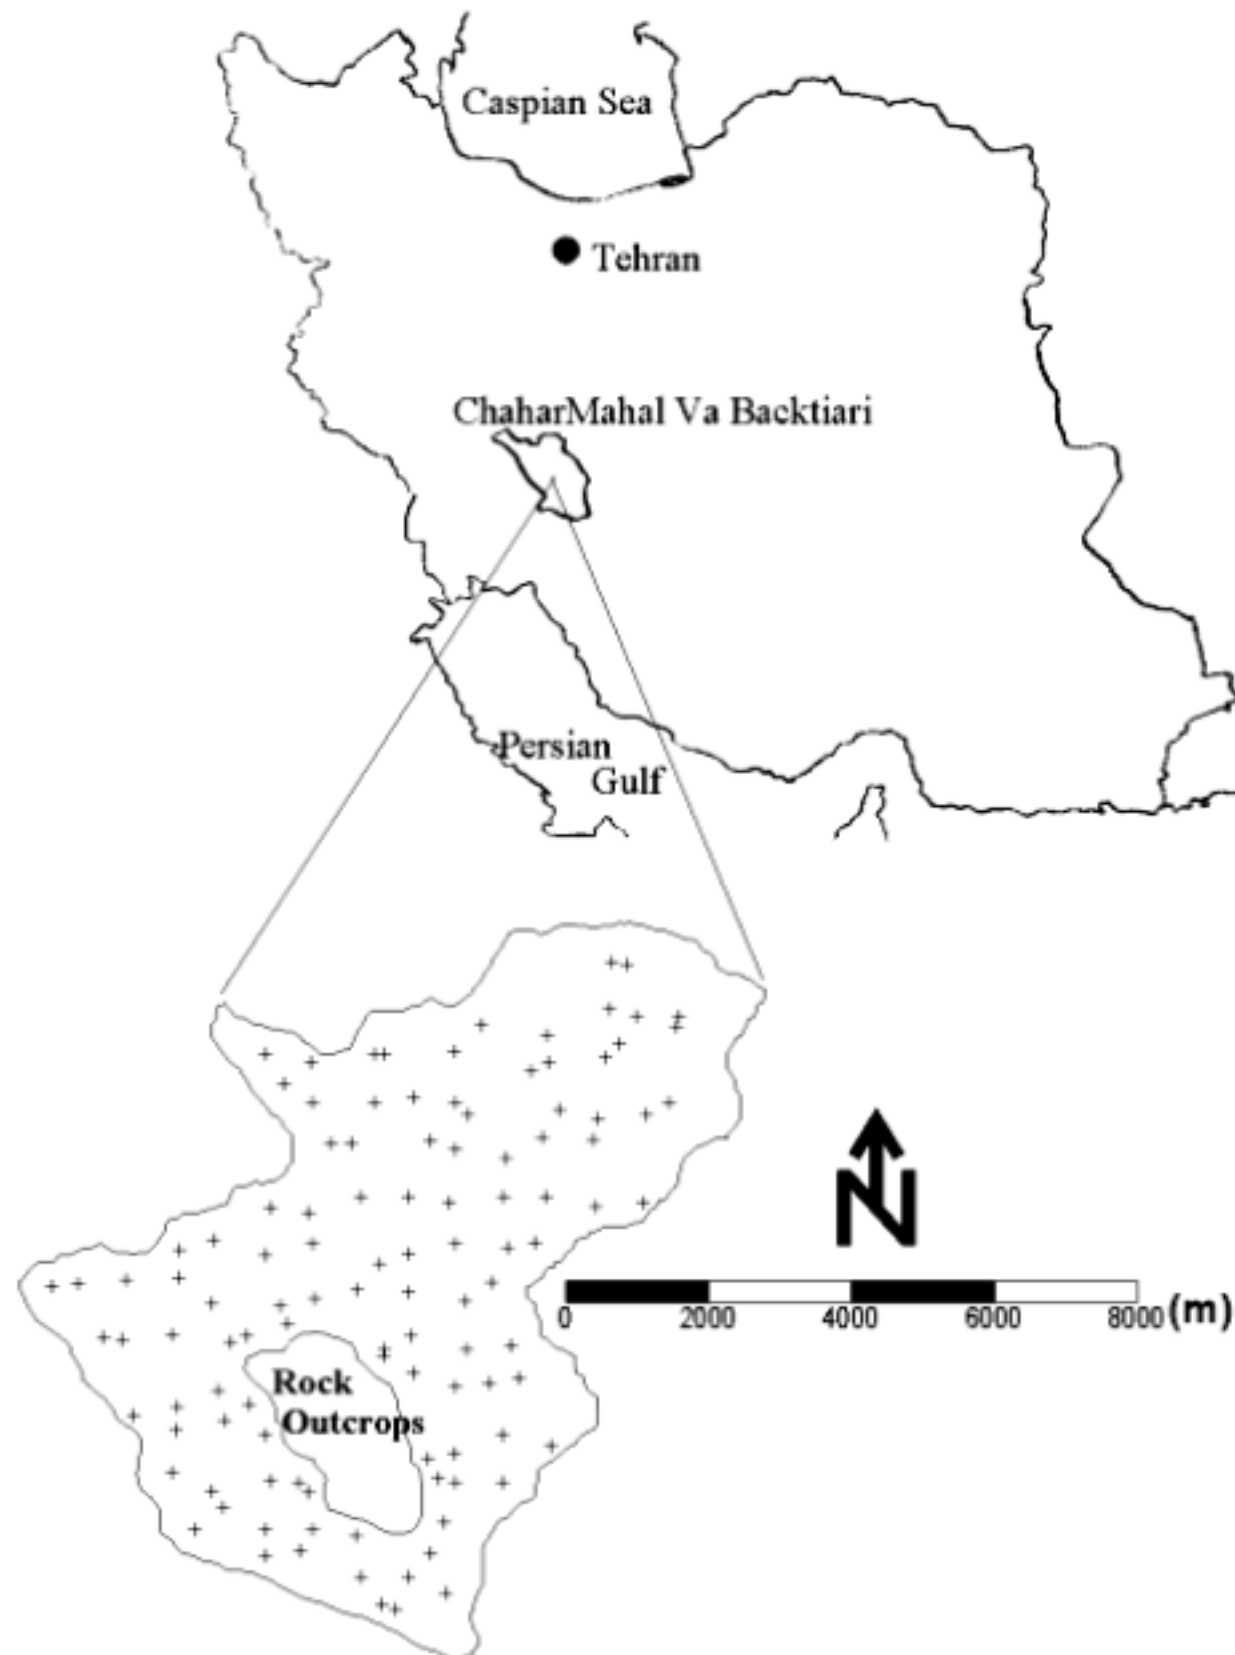 Caspian Sea
Tehran
ChaharMahal Va Backtiari
Persian
Gulf
N
0 2000 4000 6000 8000 (m)
Rock
Outcrops